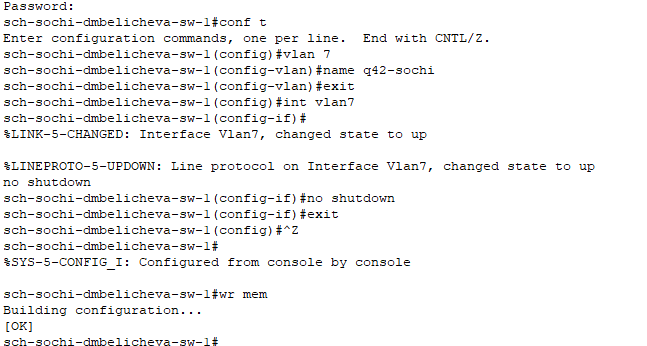 Password:
sch-sochi-dmbelicheva-sw-1#conf t
Enter configuration commands, one per line.  End with CNTL/Z.
sch-sochi-dmbelicheva-sw-1(config)#vlan 7
sch-sochi-dmbelicheva-sw-1(config-vlan)#name q42-sochi
sch-sochi-dmbelicheva-sw-1(config-vlan)#exit
sch-sochi-dmbelicheva-sw-1(config)#int vlan7
sch-sochi-dmbelicheva-sw-1(config-if)#
%LINK-5-CHANGED: Interface Vlan7, changed state to up
%LINEPROTO-5-UPDOWN: Line protocol on Interface Vlan7, changed state to up
no shutdown
sch-sochi-dmbelicheva-sw-1(config-if)#no shutdown
sch-sochi-dmbelicheva-sw-1(config-if)#exit
sch-sochi-dmbelicheva-sw-1(config)#^Z
sch-sochi-dmbelicheva-sw-1#
%SYS-5-CONFIG_I: Configured from console by console
sch-sochi-dmbelicheva-sw-1#wr mem
Building configuration...
[OK]
sch-sochi-dmbelicheva-sw-1#